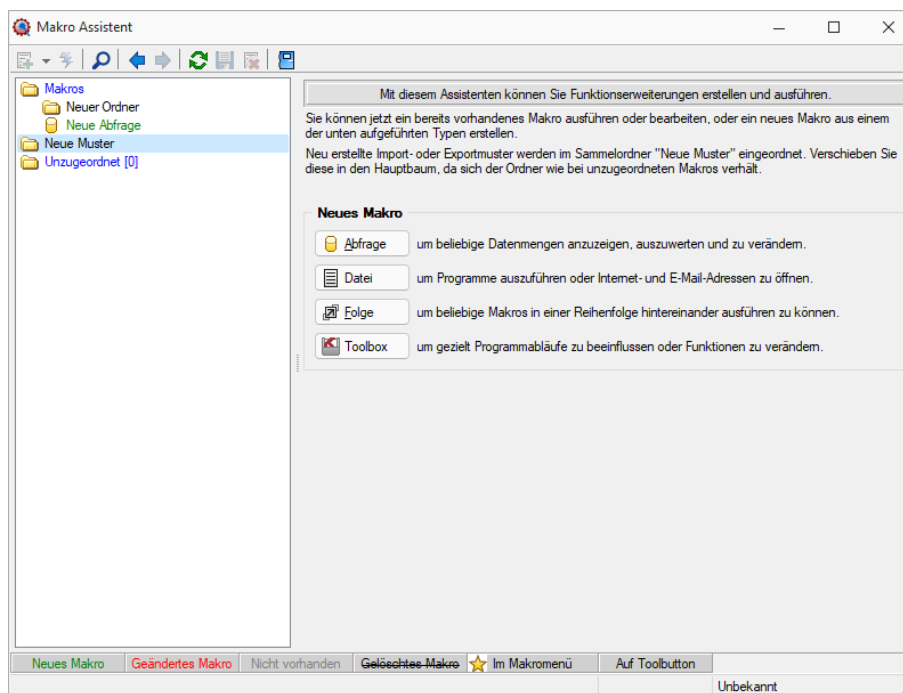 Makro Assistent
Makros
Neuer Ordner
Neue Abfrage
Neue Muster
Unzugeordnet [0]
Mit diesem Assistenten können Sie Funktionserweiterungen erstellen und ausführen.
Sie können jetzt ein bereits vorhandenes Makro ausführen oder bearbeiten, oder ein neues Makro aus einem
der unten aufgeführten Typen erstellen.
Neu erstellte Import- oder Exportmuster werden im Sammelordner "Neue Muster" eingeordnet. Verschieben Sie
diese in den Hauptbaum, da sich der Ordner wie bei unzugeordneten Makros verhält.
Neues Makro
Abfrage um beliebige Datenmengen anzuzeigen, auszuwerten und zu verändern.
Datei um Programme auszuführen oder Internet- und E-Mail-Adressen zu öffnen.
Folge um beliebige Makros in einer Reihenfolge hintereinander ausführen zu können.
Toolbox um gezielt Programmabläufe zu beeinflussen oder Funktionen zu verändern.
Neues Makro Geändertes Makro Nicht vorhanden Gelöschtes Makro Im Makromenü Auf Toolbutton
Unbekannt